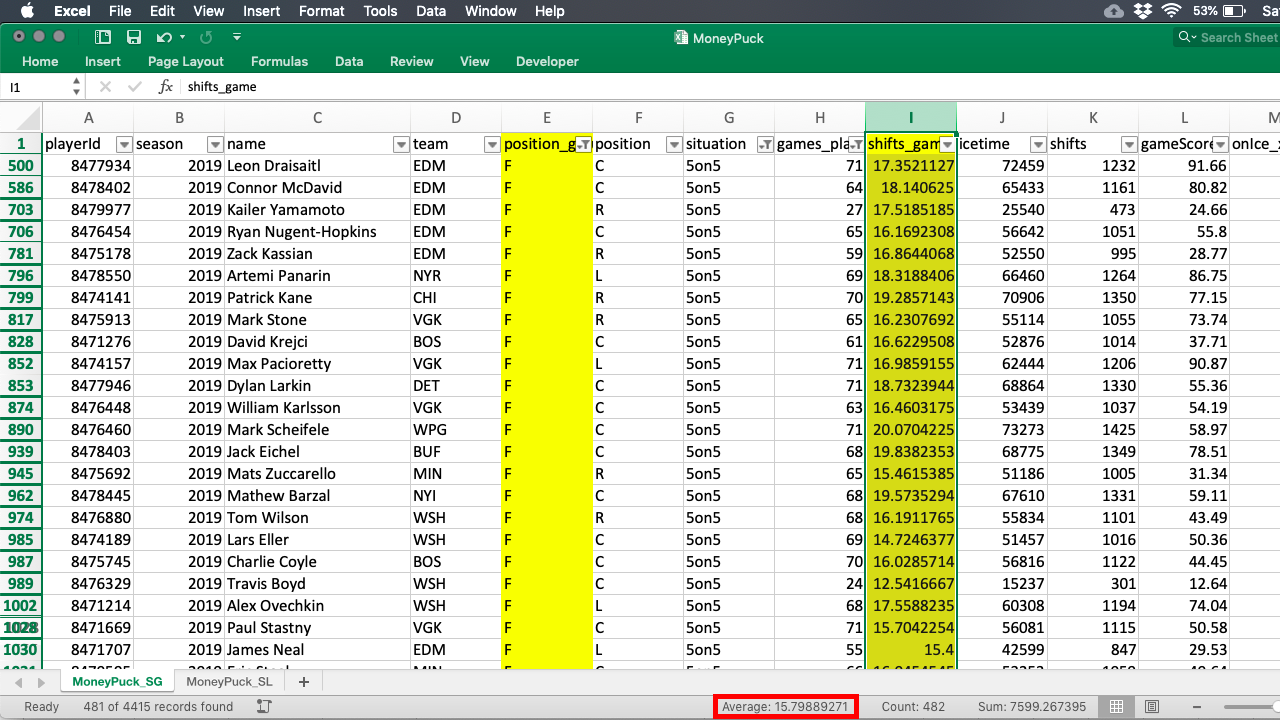 Excel File Edit View Insert Format Tools Data Window Help 53%
MoneyPuck Search Sheet
Home Insert Page Layout Formulas Data Review View Developer
I1 fx shifts_game
A B C D E F G H I J K L M
1 playerId season name team position_g position situation games_pla shifts_gam icetime shifts gameScore onIce_
500 8477934 2019 Leon Draisaitl EDM F C 5on5 71 17.3521127 72459 1232 91.66
586 8478402 2019 Connor McDavid EDM F C 5on5 64 18.140625 65433 1161 80.82
703 8479977 2019 Kailer Yamamoto EDM F R 5on5 27 17.5185185 25540 473 24.66
706 8476454 2019 Ryan Nugent-Hopkins EDM F C 5on5 65 16.1692308 56642 1051 55.8
781 8475178 2019 Zack Kassian EDM F R 5on5 59 16.8644068 52550 995 28.77
796 8478550 2019 Artemi Panarin NYR F L 5on5 69 18.3188406 66460 1264 86.75
799 8474141 2019 Patrick Kane CHI F R 5on5 70 19.2857143 70906 1350 77.15
817 8475913 2019 Mark Stone VGK F R 5on5 65 16.2307692 55114 1055 73.74
828 8471276 2019 David Krejci BOS F C 5on5 61 16.6229508 52876 1014 37.71
852 8474157 2019 Max Pacioretty VGK F L 5on5 71 16.9859155 62444 1206 90.87
853 8477946 2019 Dylan Larkin DET F C 5on5 71 18.7323944 68864 1330 55.36
874 8476448 2019 William Karlsson VGK F C 5on5 63 16.4603175 53439 1037 54.19
890 8476460 2019 Mark Scheifele WPG F C 5on5 71 20.0704225 73273 1425 58.97
939 8478403 2019 Jack Eichel BUF F C 5on5 68 19.8382353 68775 1349 78.51
945 8475692 2019 Mats Zuccarello MIN F R 5on5 65 15.4615385 51186 1005 31.34
962 8478445 2019 Mathew Barzal NYI F C 5on5 68 19.5735294 67610 1331 59.11
974 8476880 2019 Tom Wilson WSH F R 5on5 68 16.1911765 55834 1101 43.49
985 8474189 2019 Lars Eller WSH F C 5on5 69 14.7246377 51457 1016 50.36
987 8475745 2019 Charlie Coyle BOS F C 5on5 70 16.0285714 56816 1122 44.45
989 8476329 2019 Travis Boyd WSH F C 5on5 24 12.5416667 15237 301 12.64
1002 8471214 2019 Alex Ovechkin WSH F L 5on5 68 17.5588235 60308 1194 74.04
8471669 2019 Paul Stastny VGK F C 5on5 71 15.7042254 56081 1115 50.58
1030 8471707 2019 James Neal EDM F L 5on5 55 15.4 42599 847 29.53
MoneyPuck_SG MoneyPuck_SL +
Ready 481 of 4415 records found Average: 15.79889271 Count: 482 Sum: 7599.267395